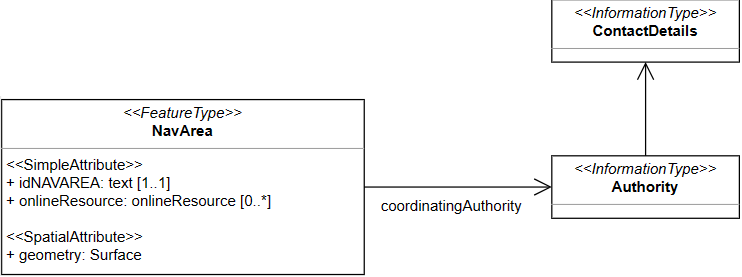 <<InformationType>>
ContactDetails
<<FeatureType>>
NavArea
<<SimpleAttribute>>
+ idNAVAREA: text [1..1]
+ onlineResource: onlineResource [0..*]
<<SpatialAttribute>>
+ geometry: Surface
coordinatingAuthority
<<InformationType>>
Authority